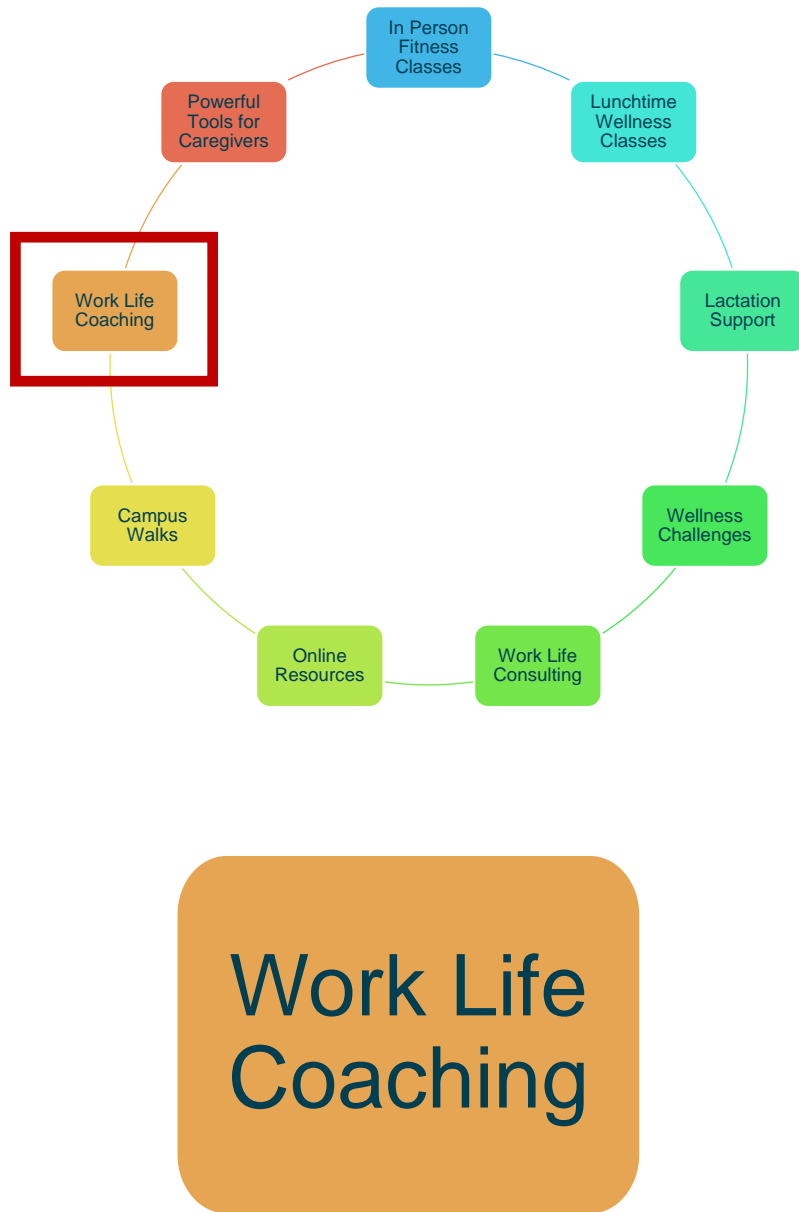 In Person
Fitness
Classes
Lunchtime
Wellness
Classes
Lactation
Support
Wellness
Challenges
Work Life
Consulting
Online
Resources
Campus
Walks
Work Life
Coaching
Powerful
Tools for
Caregivers
Work Life
Coaching